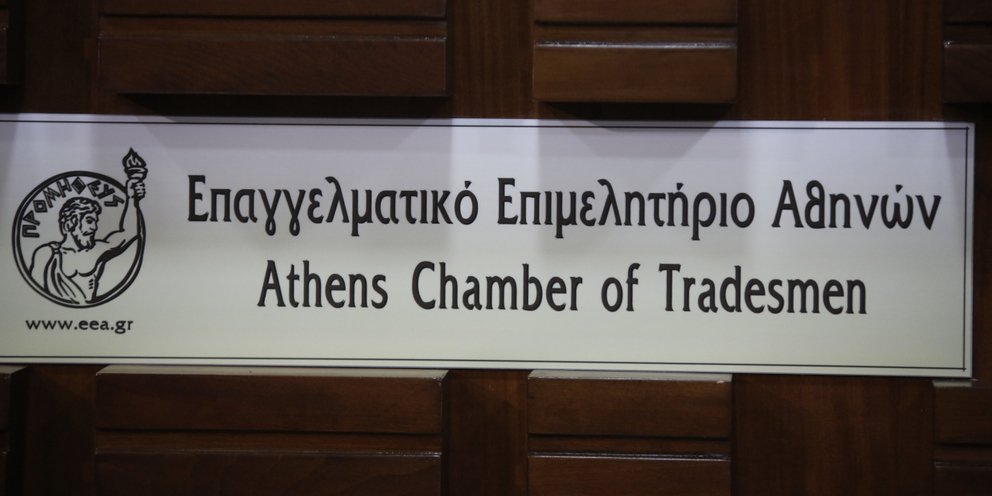 ΠΡΟΜΗΘΕΥΣ
www.eea.gr
Επαγγελματικό Επιμελητήριο Αθηνών
Athens Chamber of Tradesmen